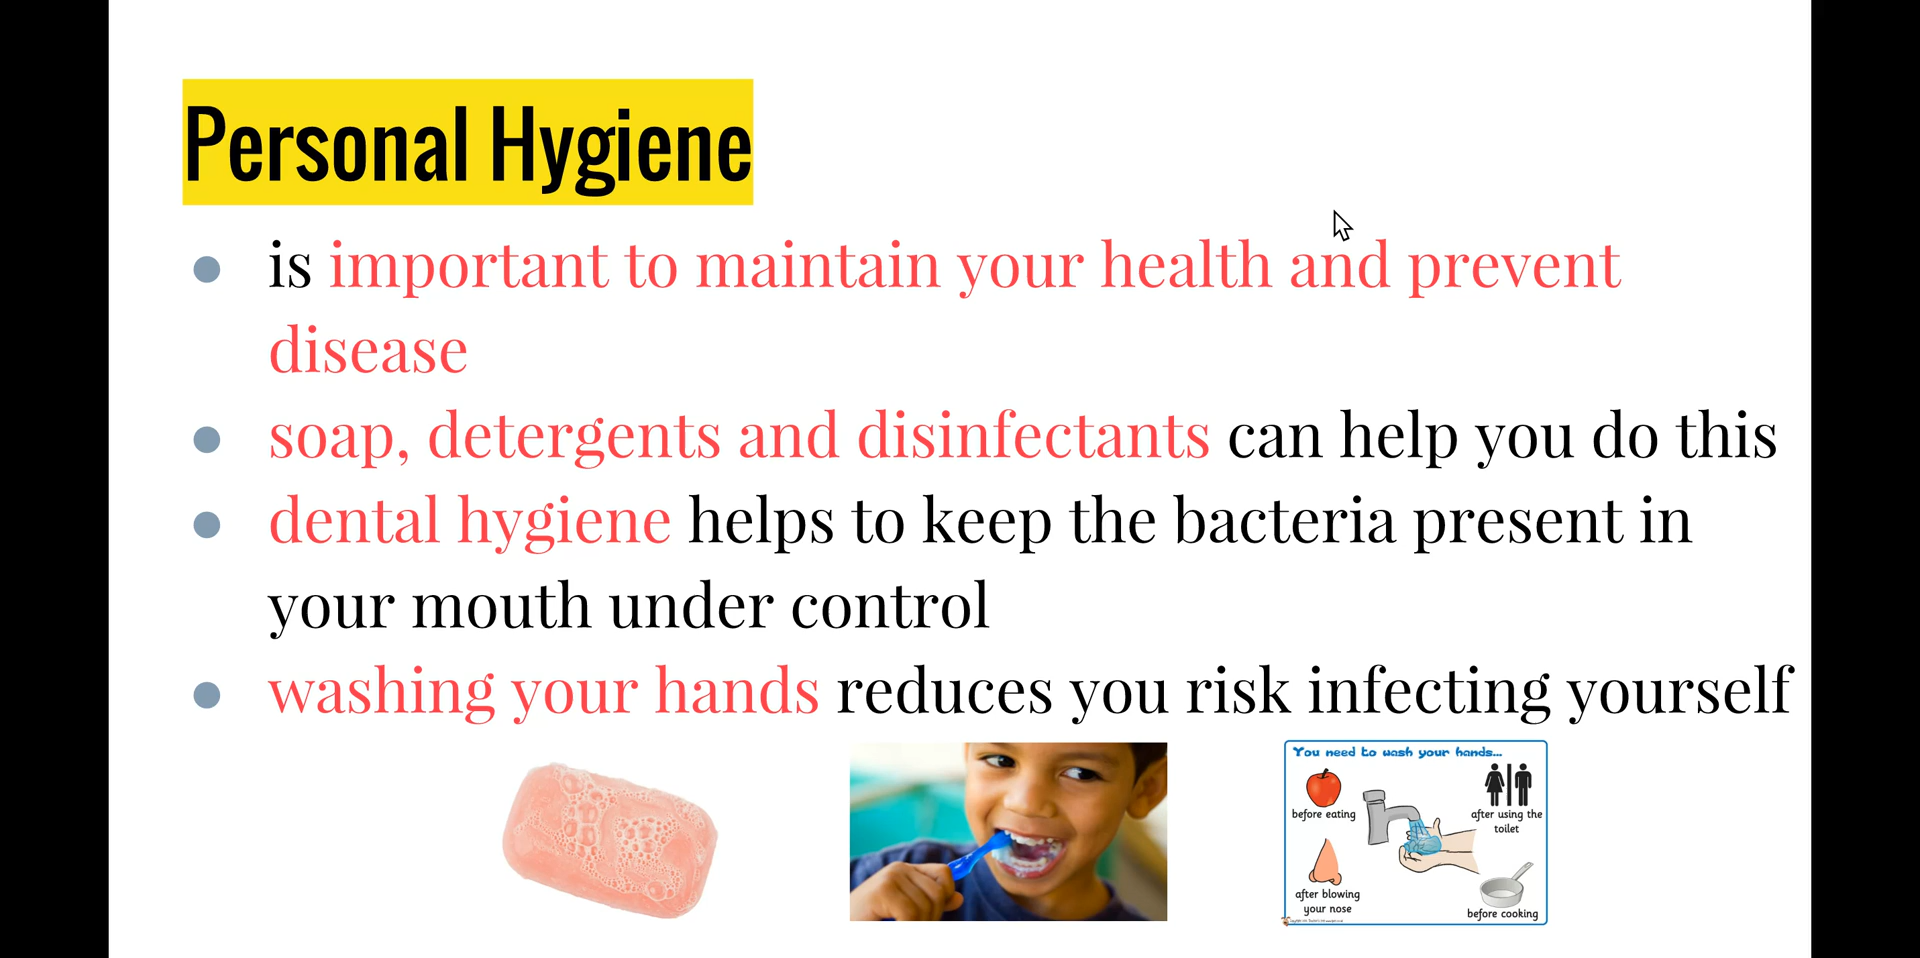 Personal Hygiene
is important to maintain your health and prevent
disease
soap, detergents and disinfectants can help you do this
dental hygiene helps to keep the bacteria present in
your mouth under control
washing your hands reduces you risk infecting yourself
You need to wash your hands...
before eating
after using the
toilet
after blowing
your nose
before cooking